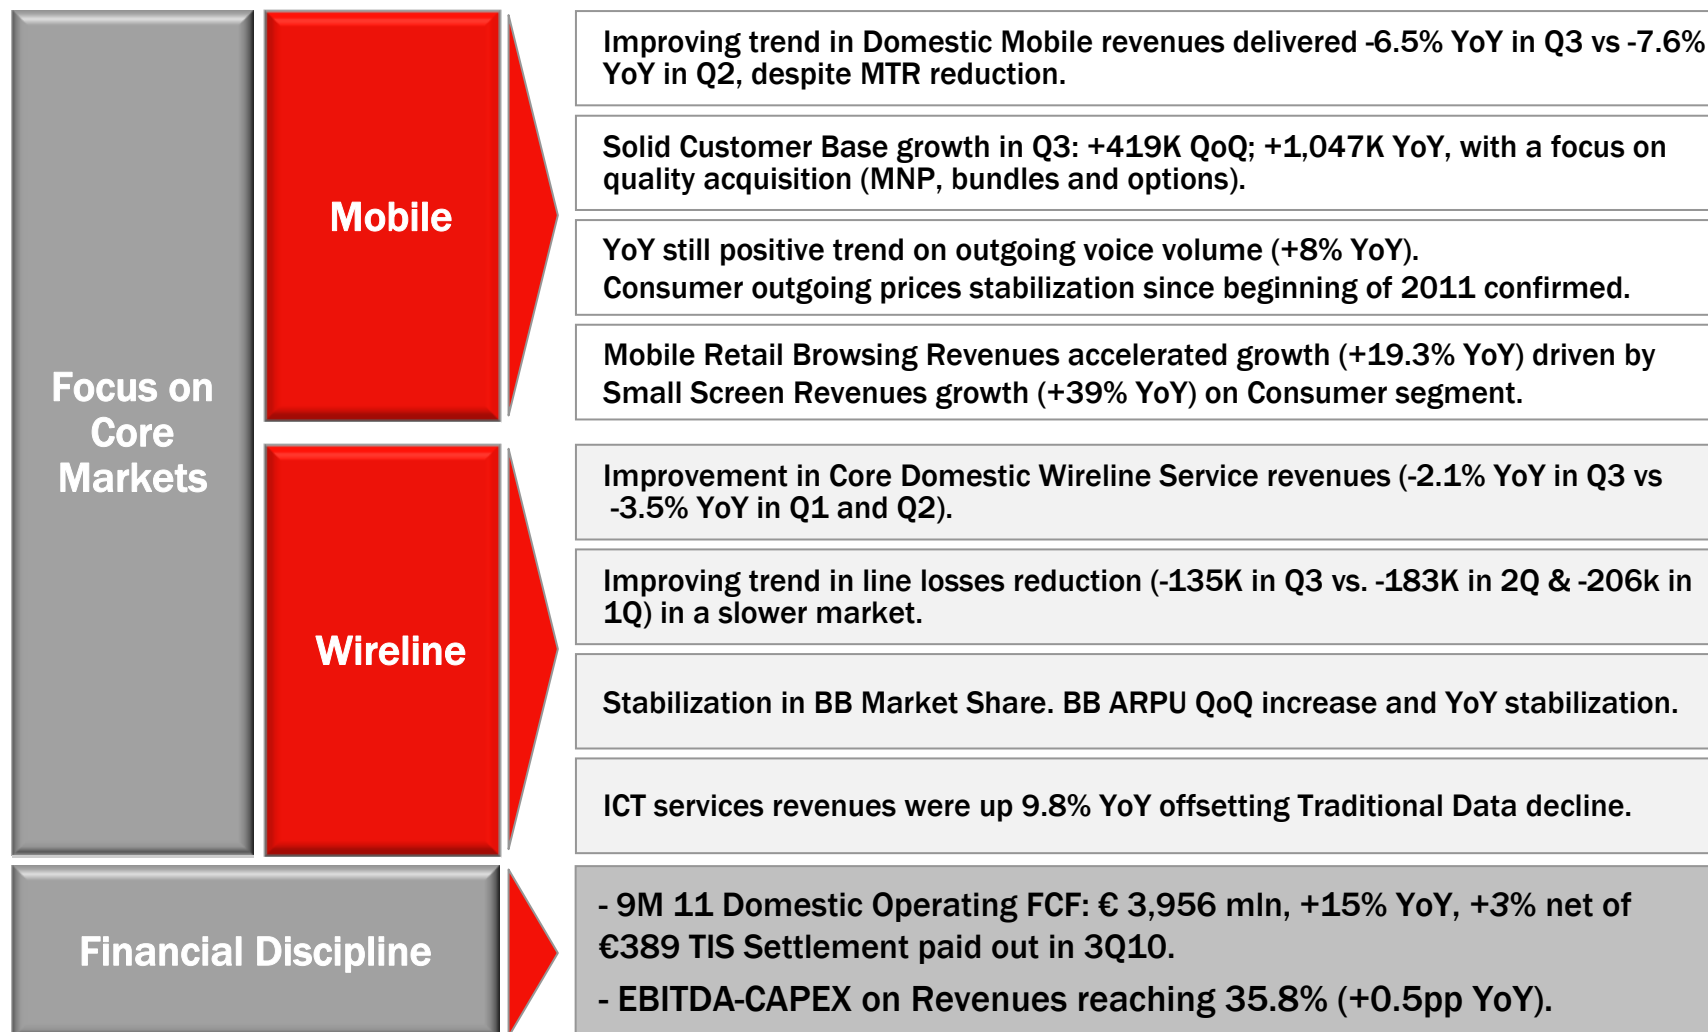 Focus on
Core
Markets
Mobile
Improving trend in Domestic Mobile revenues delivered -6.5% YoY in Q3 vs -7.6%
YoY in Q2, despite MTR reduction.
Solid Customer Base growth in Q3: +419K QoQ; +1,047K YoY, with a focus on
quality acquisition (MNP, bundles and options).
YoY still positive trend on outgoing voice volume (+8% YoY).
Consumer outgoing prices stabilization since beginning of 2011 confirmed.
Mobile Retail Browsing Revenues accelerated growth (+19.3% YoY) driven by
Small Screen Revenues growth (+39% YoY) on Consumer segment.
Wireline
Improvement in Core Domestic Wireline Service revenues (-2.1% YoY in Q3 vs
-3.5% YoY in Q1 and Q2).
Improving trend in line losses reduction (-135K in Q3 vs. -183K in 2Q & -206k in
1Q) in a slower market.
Stabilization in BB Market Share. BB ARPU QoQ increase and YoY stabilization.
ICT services revenues were up 9.8% YoY offsetting Traditional Data decline.
Financial Discipline
- 9M 11 Domestic Operating FCF: € 3,956 mln, +15% YoY, +3% net of
€389 TIS Settlement paid out in 3Q10.
- EBITDA-CAPEX on Revenues reaching 35.8% (+0.5pp YoY).